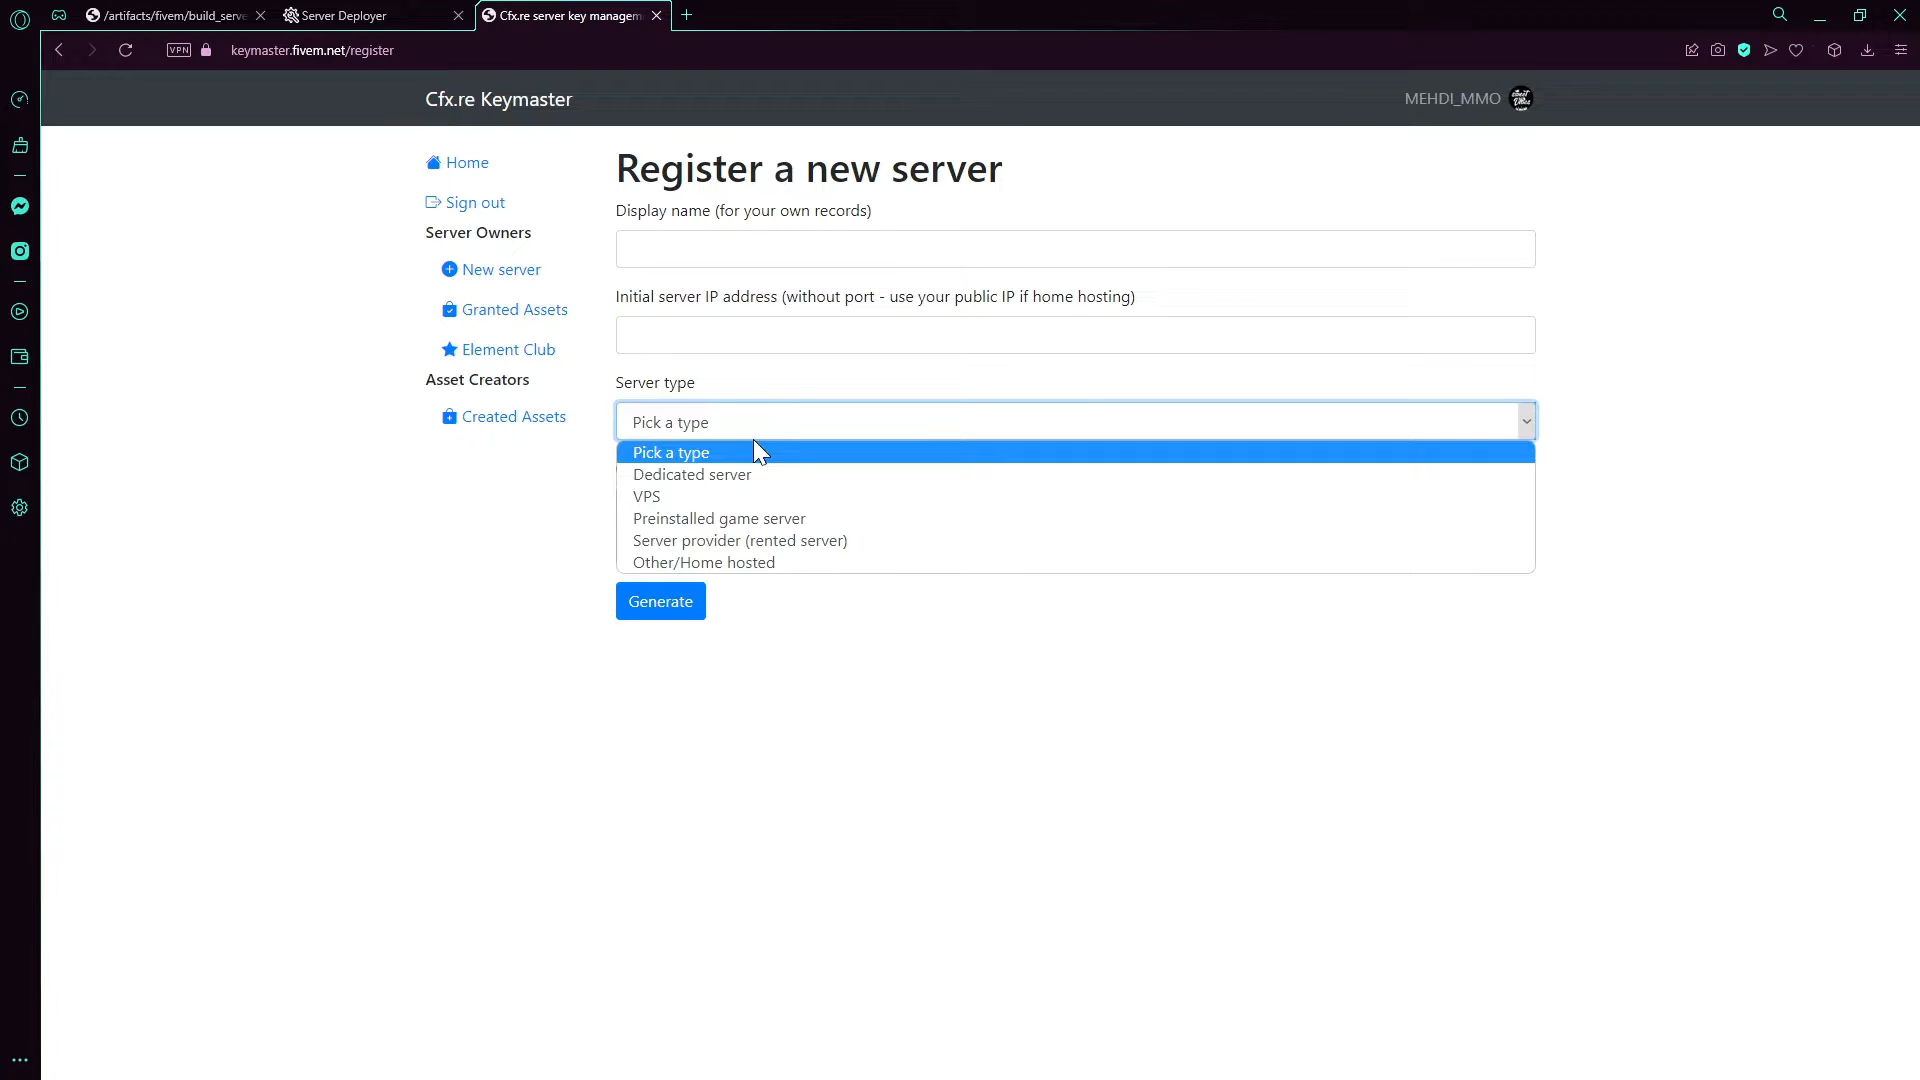 /artifacts/fivem/build_serve
Server Deployer
Cfx.re server key managem
VPN
keymaster.fivem.net/register
Cfx.re Keymaster
MEHDI_MMO
Home
Sign out
Server Owners
New server
Granted Assets
Element Club
Asset Creators
Created Assets
Register a new server
Display name (for your own records)
Initial server IP address (without port - use your public IP if home hosting)
Server type
Pick a type
Pick a type
Dedicated server
VPS
Preinstalled game server
Server provider (rented server)
Other/Home hosted
Generate